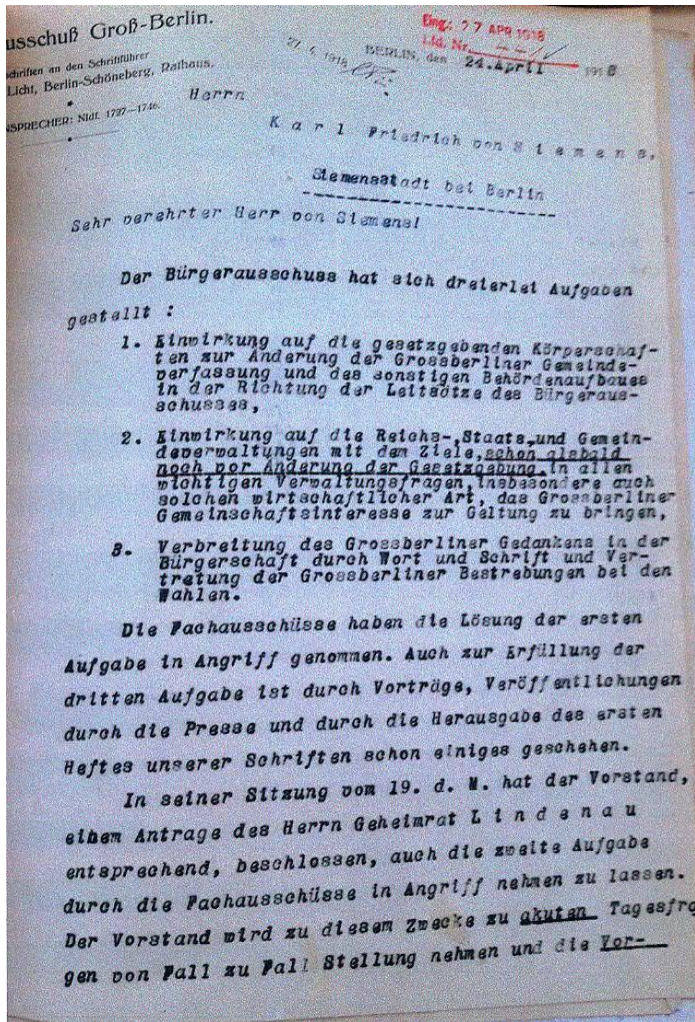 usschuß Groß-Berlin.
schriften an den Schriftführer
Licht, Berlin-Schöneberg, Rathaus.
NSPRECHER: Nldf. 1727—1746.
Eing.: 27 APR 1918
Lfd. Nr.
27. 4. 1918
BERLIN, den 24.April 1918
Herrn
Karl Friedrich von Siemens,
Siemensstadt bei Berlin
Sehr verehrter Herr von Siemens!
Der Bürgerausschuss hat sich dreierlei Aufgaben
gestellt :
1. Einwirkung auf die gesetzgebenden Körperschaf-
ten zur Änderung der Grossberliner Gemeinde-
verfassung und des sonstigen Behördenaufbaues
in der Richtung der Leitsätze des Bürgeraus-
schusses,
2. Einwirkung auf die Reichs-,Staats,und Gemein-
deverwaltungen mit dem Ziele,schon alsbald
noch vor Änderung der Gesetzgebung,in allen
wichtigen Verwaltungsfragen,insbesondere auch
solchen wirtschaftlicher Art, das Grossberliner
Gemeinschaftsinteresse zur Geltung zu bringen,
3. Verbreitung des Grossberliner Gedankens in der
Bürgerschaft durch Wort und Schrift und Ver-
tretung der Grossberliner Bestrebungen bei den
Wahlen.
Die Fachausschüsse haben die Lösung der ersten
Aufgabe in Angriff genommen. Auch zur Erfüllung der
dritten Aufgabe ist durch Vorträge, Veröffentlichungen
durch die Presse und durch die Herausgabe des ersten
Heftes unserer Schriften schon einiges geschehen.
In seiner Sitzung vom 19. d. M. hat der Vorstand,
einem Antrage des Herrn Geheimrat Lindenau
entsprechend, beschlossen, auch die zweite Aufgabe
durch die Fachausschüsse in Angriff nehmen zu lassen.
Der Vorstand wird zu diesem Zwecke zu akuten Tagesfra
gen von Fall zu Fall Stellung nehmen und die Vor-